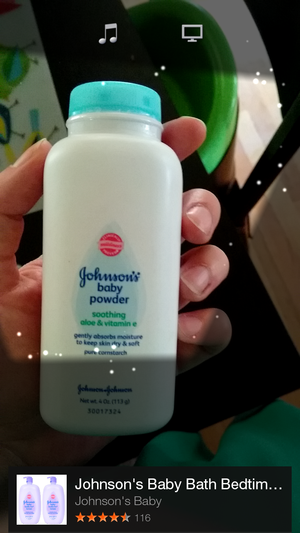 Johnson's
baby
powder
soothing
aloe & vitamin e
gently absorbs moisture
to keep skin dry & soft
pure cornstarch
Johnson & Johnson
Net wt. 4 oz. (113 g)
32017324
Johnson's Baby Bath Bedtim...
Johnson's Baby
116